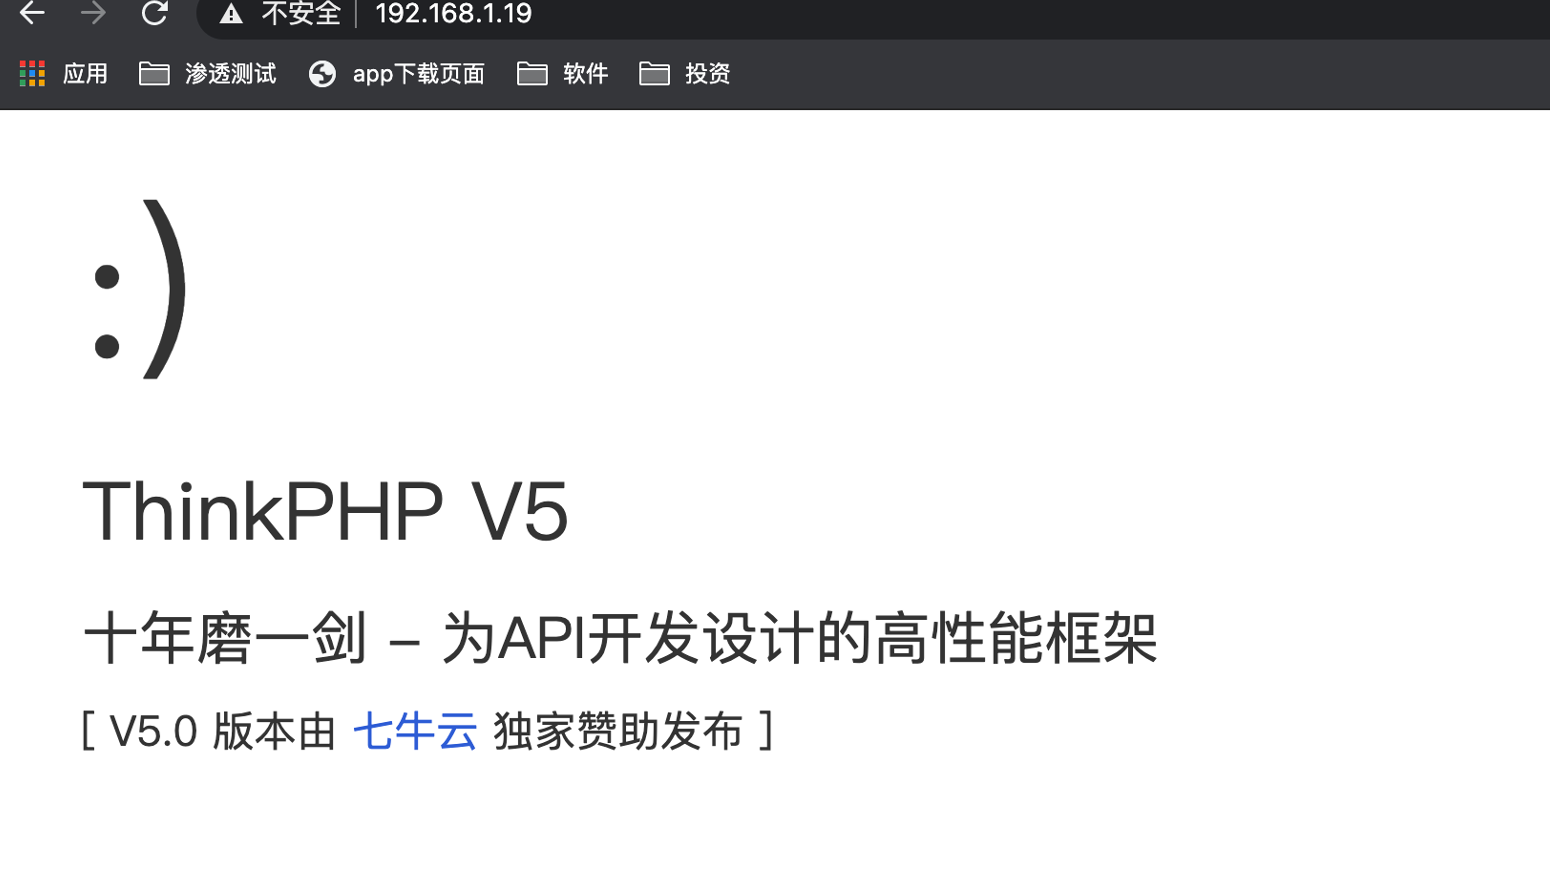 不安全 | 192.168.1.19
应用 渗透测试 app下载页面 软件 投资
:)
ThinkPHP V5
十年磨一剑 – 为API开发设计的高性能框架
[ V5.0 版本由 七牛云 独家赞助发布 ]